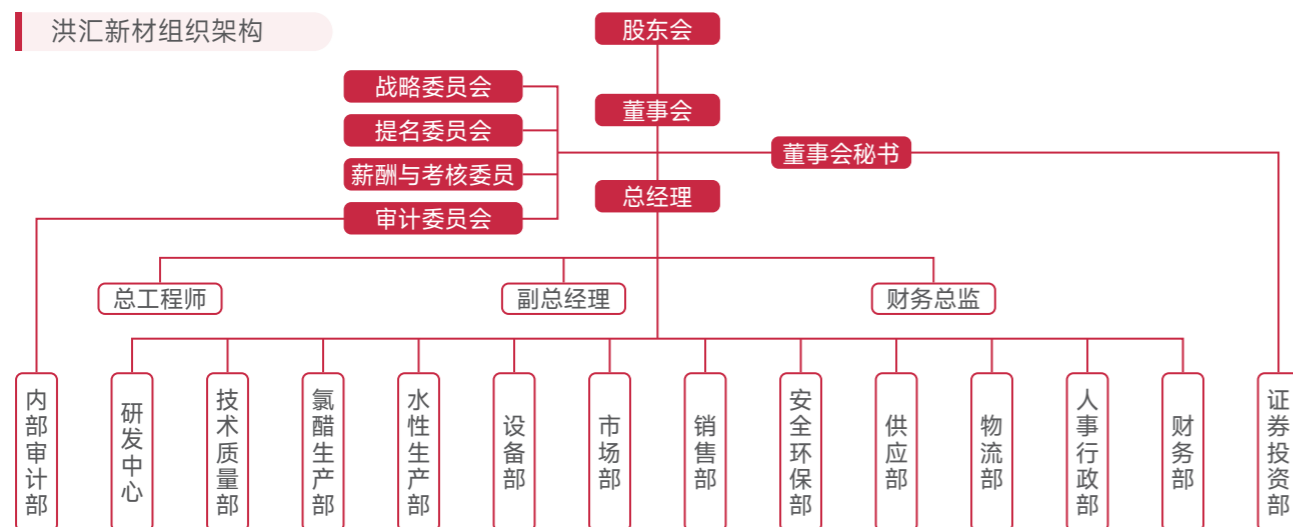 洪汇新材组织架构
股东会
战略委员会
董事会
提名委员会
董事会秘书
薪酬与考核委员
总经理
审计委员会
总工程师
副总经理
财务总监
内部审计部
研发中心
技术质量部
氯醋生产部
水性生产部
设备部
市场部
销售部
安全环保部
供应部
物流部
人事行政部
财务部
证券投资部